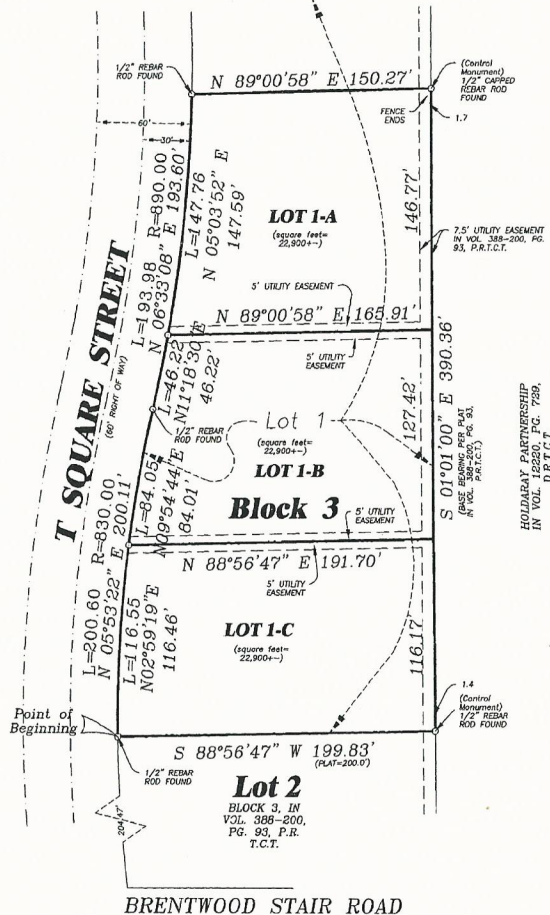 1/2" REBAR
ROD FOUND
N 89°00'58" E 150.27'
(Control
Monument)
1/2" CAPPED
REBAR ROD
FOUND
FENCE
ENDS
1.7
60'
30'
L=193.98 R=890.00
N 06°33'08" E 193.60'
L=147.76
N 05°03'52" E
147.59'
LOT 1-A
(square feet=
22,900+-)
146.77'
7.5' UTILITY EASEMENT
IN VOL. 388-200, PG.
93, P.R.T.C.T.
5' UTILITY EASEMENT
N 89°00'58" E 165.91'
5' UTILITY
EASEMENT
T SQUARE STREET
(60' RIGHT OF WAY)
L=46.22
N11°18'30"E
46.22'
1/2" REBAR
ROD FOUND
Lot 1
(square feet=
22,900+-)
LOT 1-B
Block 3
127.42'
S 01°01'00" E 390.36'
(BASE BEARING PER PLAT
IN VOL. 388-200, PG. 93,
P.R.T.C.T.)
HOLDARAY PARTNERSHIP
IN VOL. 12220, PG. 729,
D.R.T.C.T.
L=84.05
N09°54'44"E
84.01'
5' UTILITY
EASEMENT
N 88°56'47" E 191.70'
5' UTILITY
EASEMENT
L=200.60 R=830.00
N 05°53'22" E 200.11'
L=116.55
N02°59'19"E
116.46'
LOT 1-C
(square feet=
22,900+-)
116.17'
1.4
(Control
Monument)
1/2" REBAR
ROD FOUND
Point of
Beginning
S 88°56'47" W 199.83'
(PLAT=200.0')
1/2" REBAR
ROD FOUND
Lot 2
BLOCK 3, IN
VOL. 388-200,
PG. 93, P.R.
T.C.T.
204.47'
BRENTWOOD STAIR ROAD